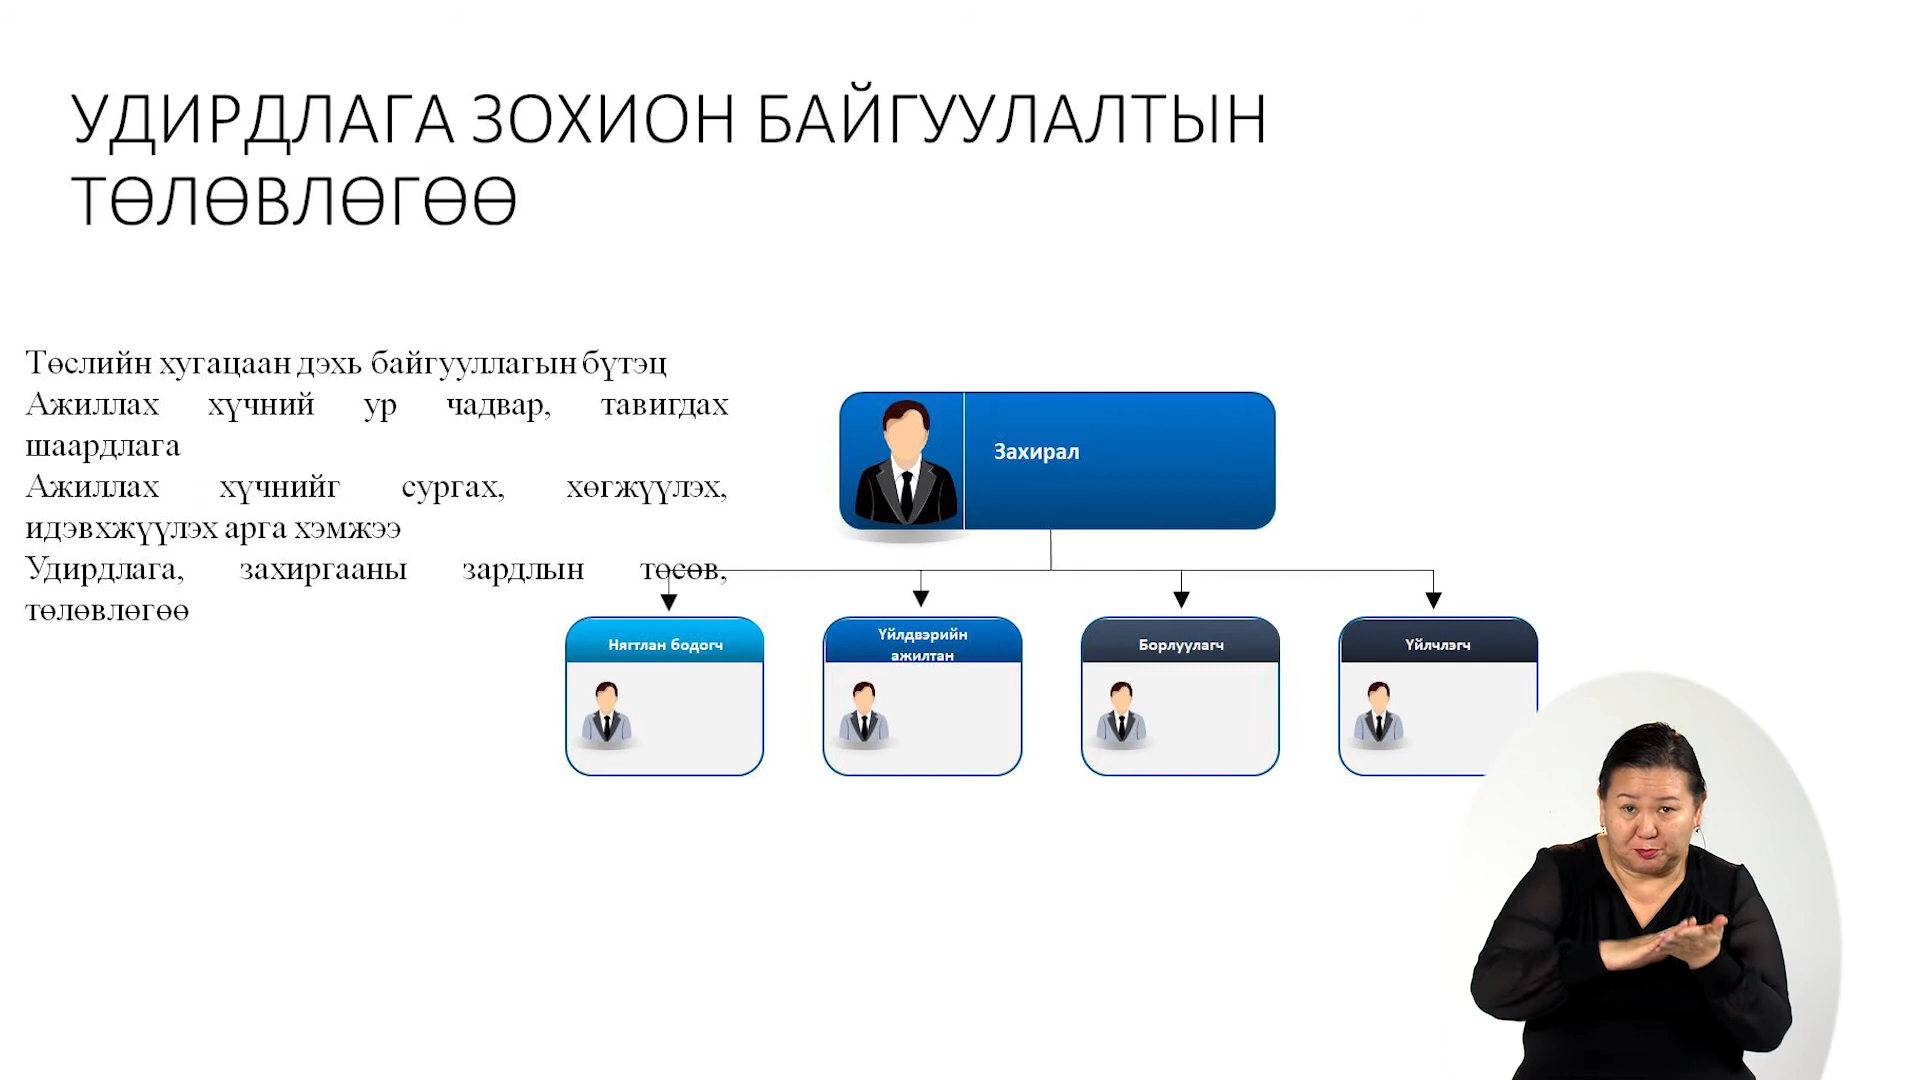 УДИРДЛАГА ЗОХИОН БАЙГУУЛАЛТЫН
ТӨЛӨВЛӨГӨӨ
Төслийн хугацаан дэхь байгууллагын бүтэц
Ажиллах хүчний ур чадвар, тавигдах
шаардлага
Ажиллах хүчнийг сургах, хөгжүүлэх,
идэвхжүүлэх арга хэмжээ
Удирдлага, захиргааны зардлын төсөв,
төлөвлөгөө
Захирал
Нягтлан бодогч
Үйлдвэрийн
ажилтан
Борлуулагч
Үйлчлэгч